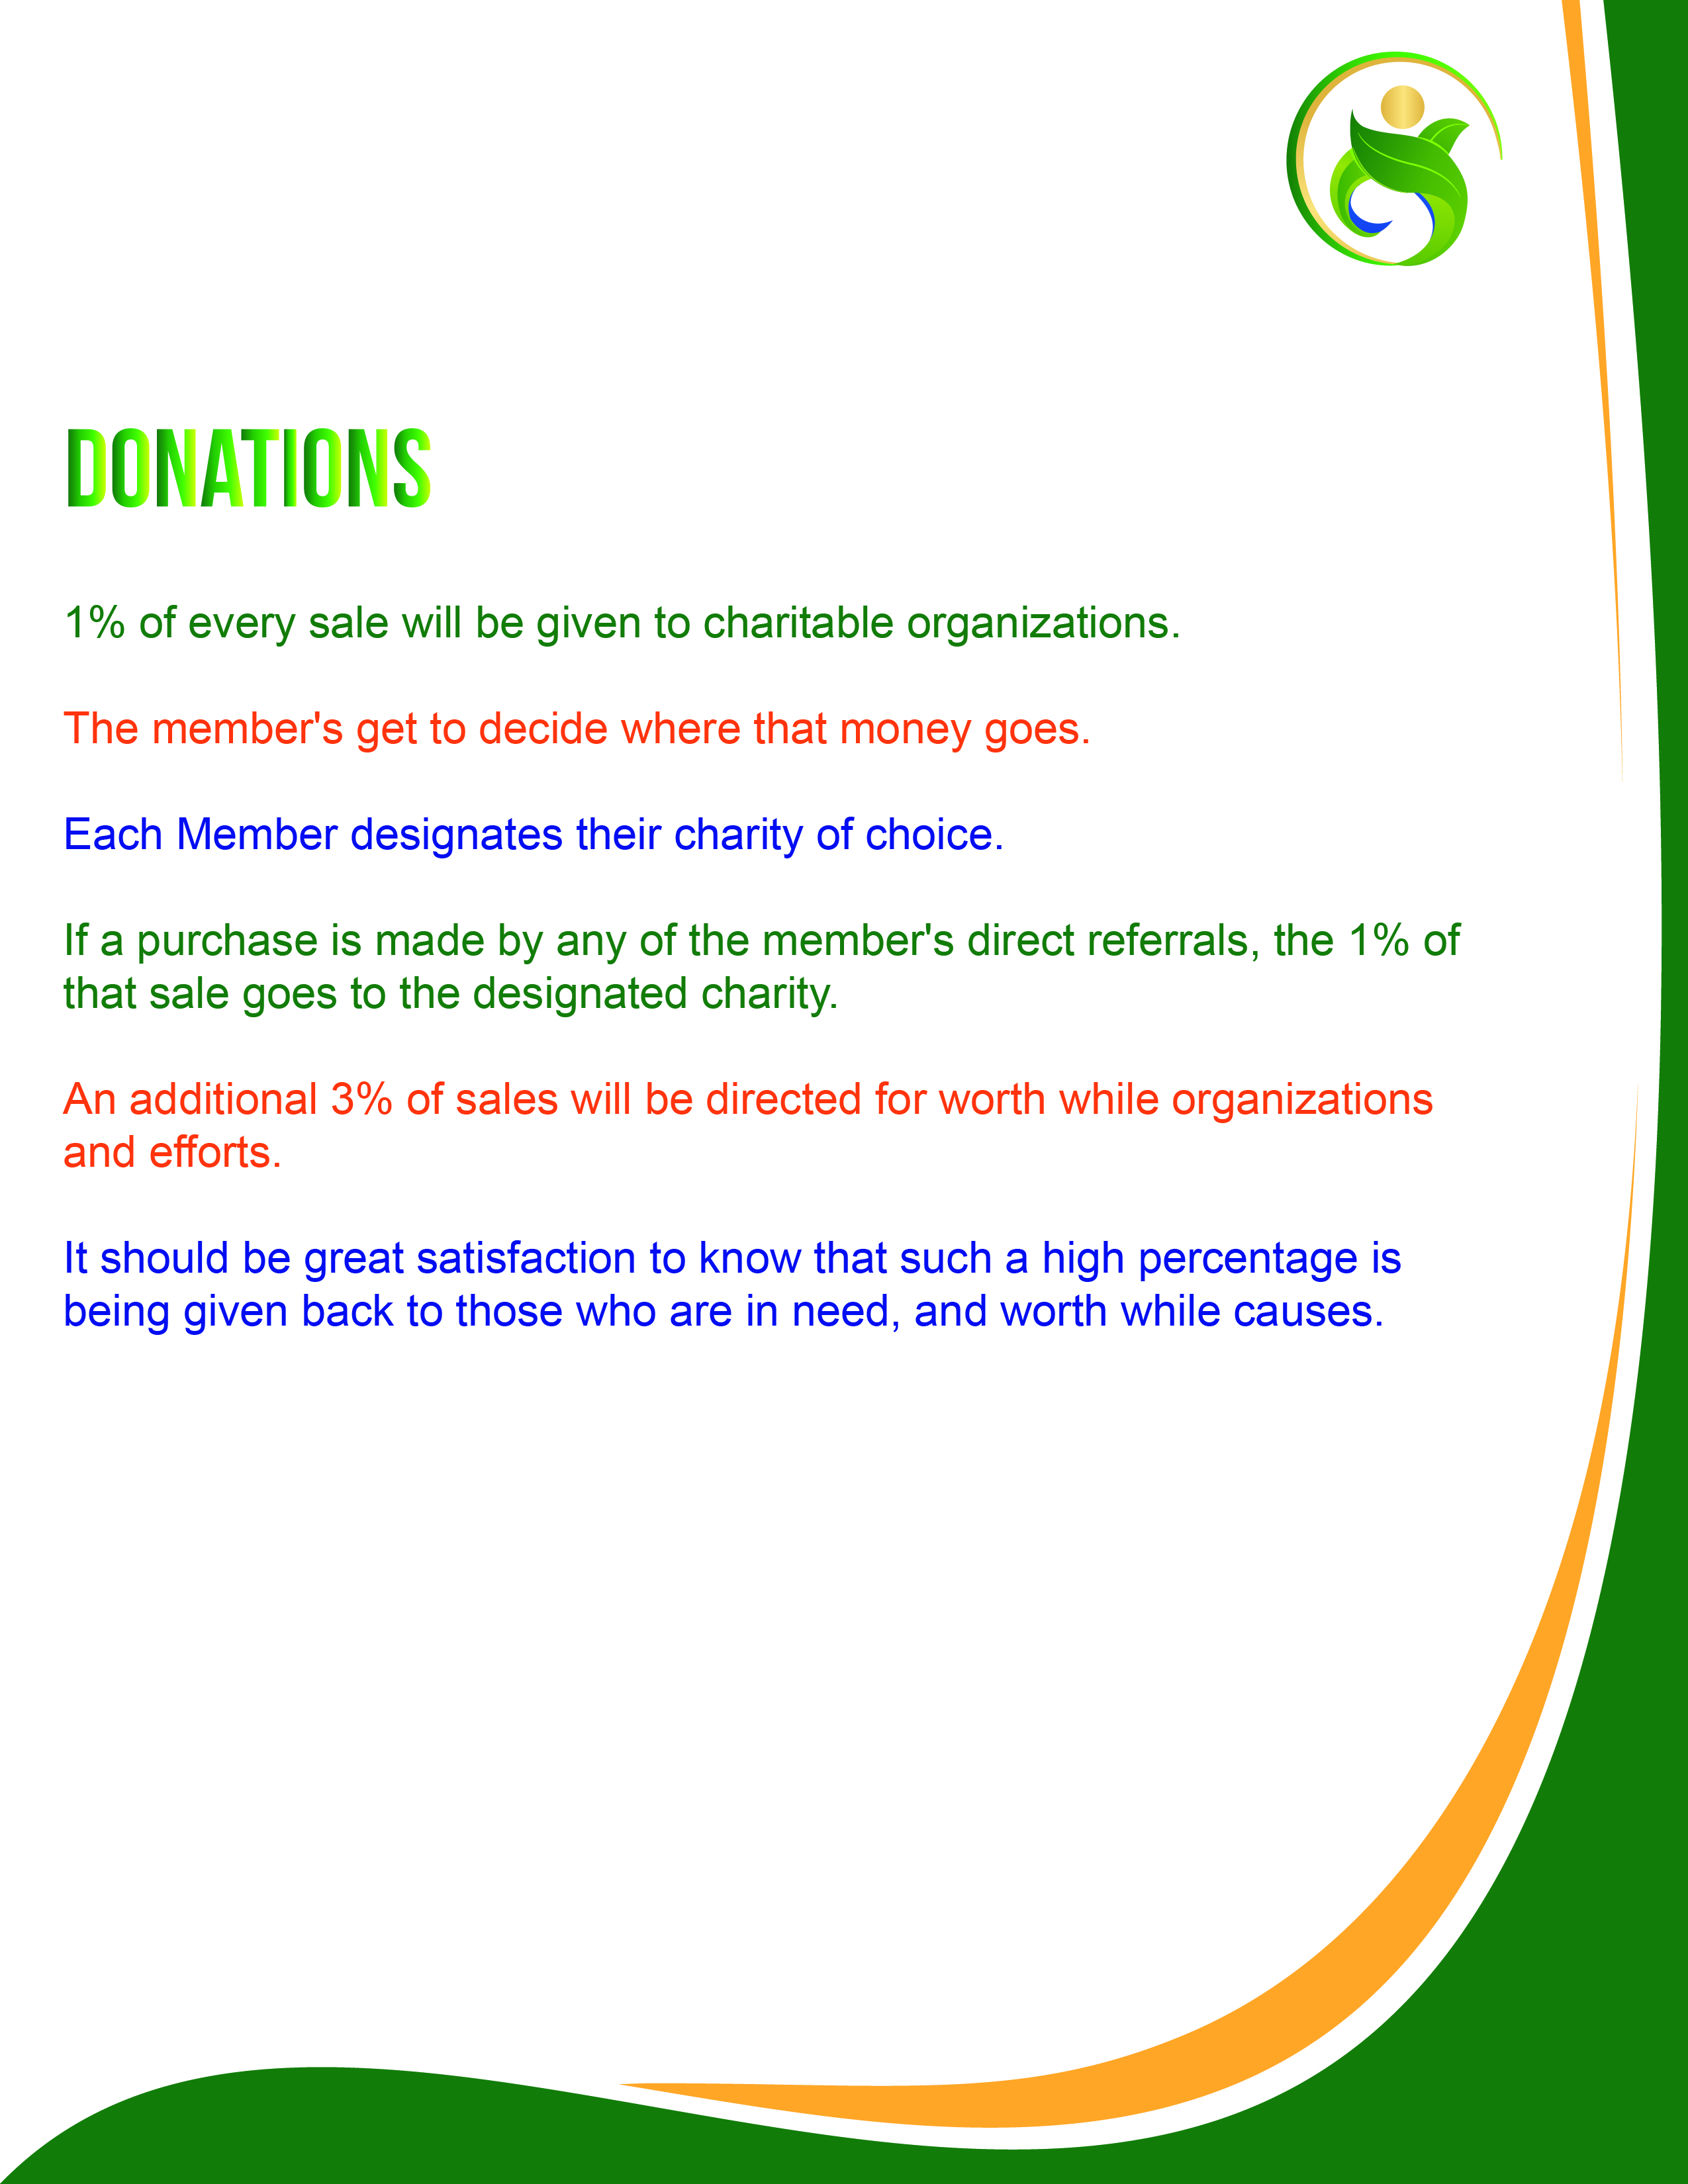 DONATIONS
1% of every sale will be given to charitable organizations.
The member's get to decide where that money goes.
Each Member designates their charity of choice.
If a purchase is made by any of the member's direct referrals, the 1% of
that sale goes to the designated charity.
An additional 3% of sales will be directed for worth while organizations
and efforts.
It should be great satisfaction to know that such a high percentage is
being given back to those who are in need, and worth while causes.